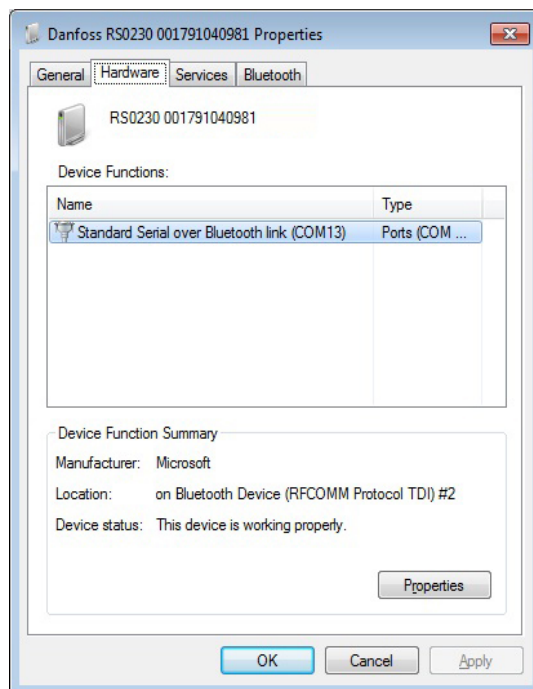 Danfoss RS0230 001791040981 Properties
General Hardware Services Bluetooth
RS0230 001791040981
Device Functions:
Name Type
Standard Serial over Bluetooth link (COM13) Ports (COM ...
Device Function Summary
Manufacturer: Microsoft
Location: on Bluetooth Device (RFCOMM Protocol TDI) #2
Device status: This device is working properly.
Properties
OK Cancel Apply